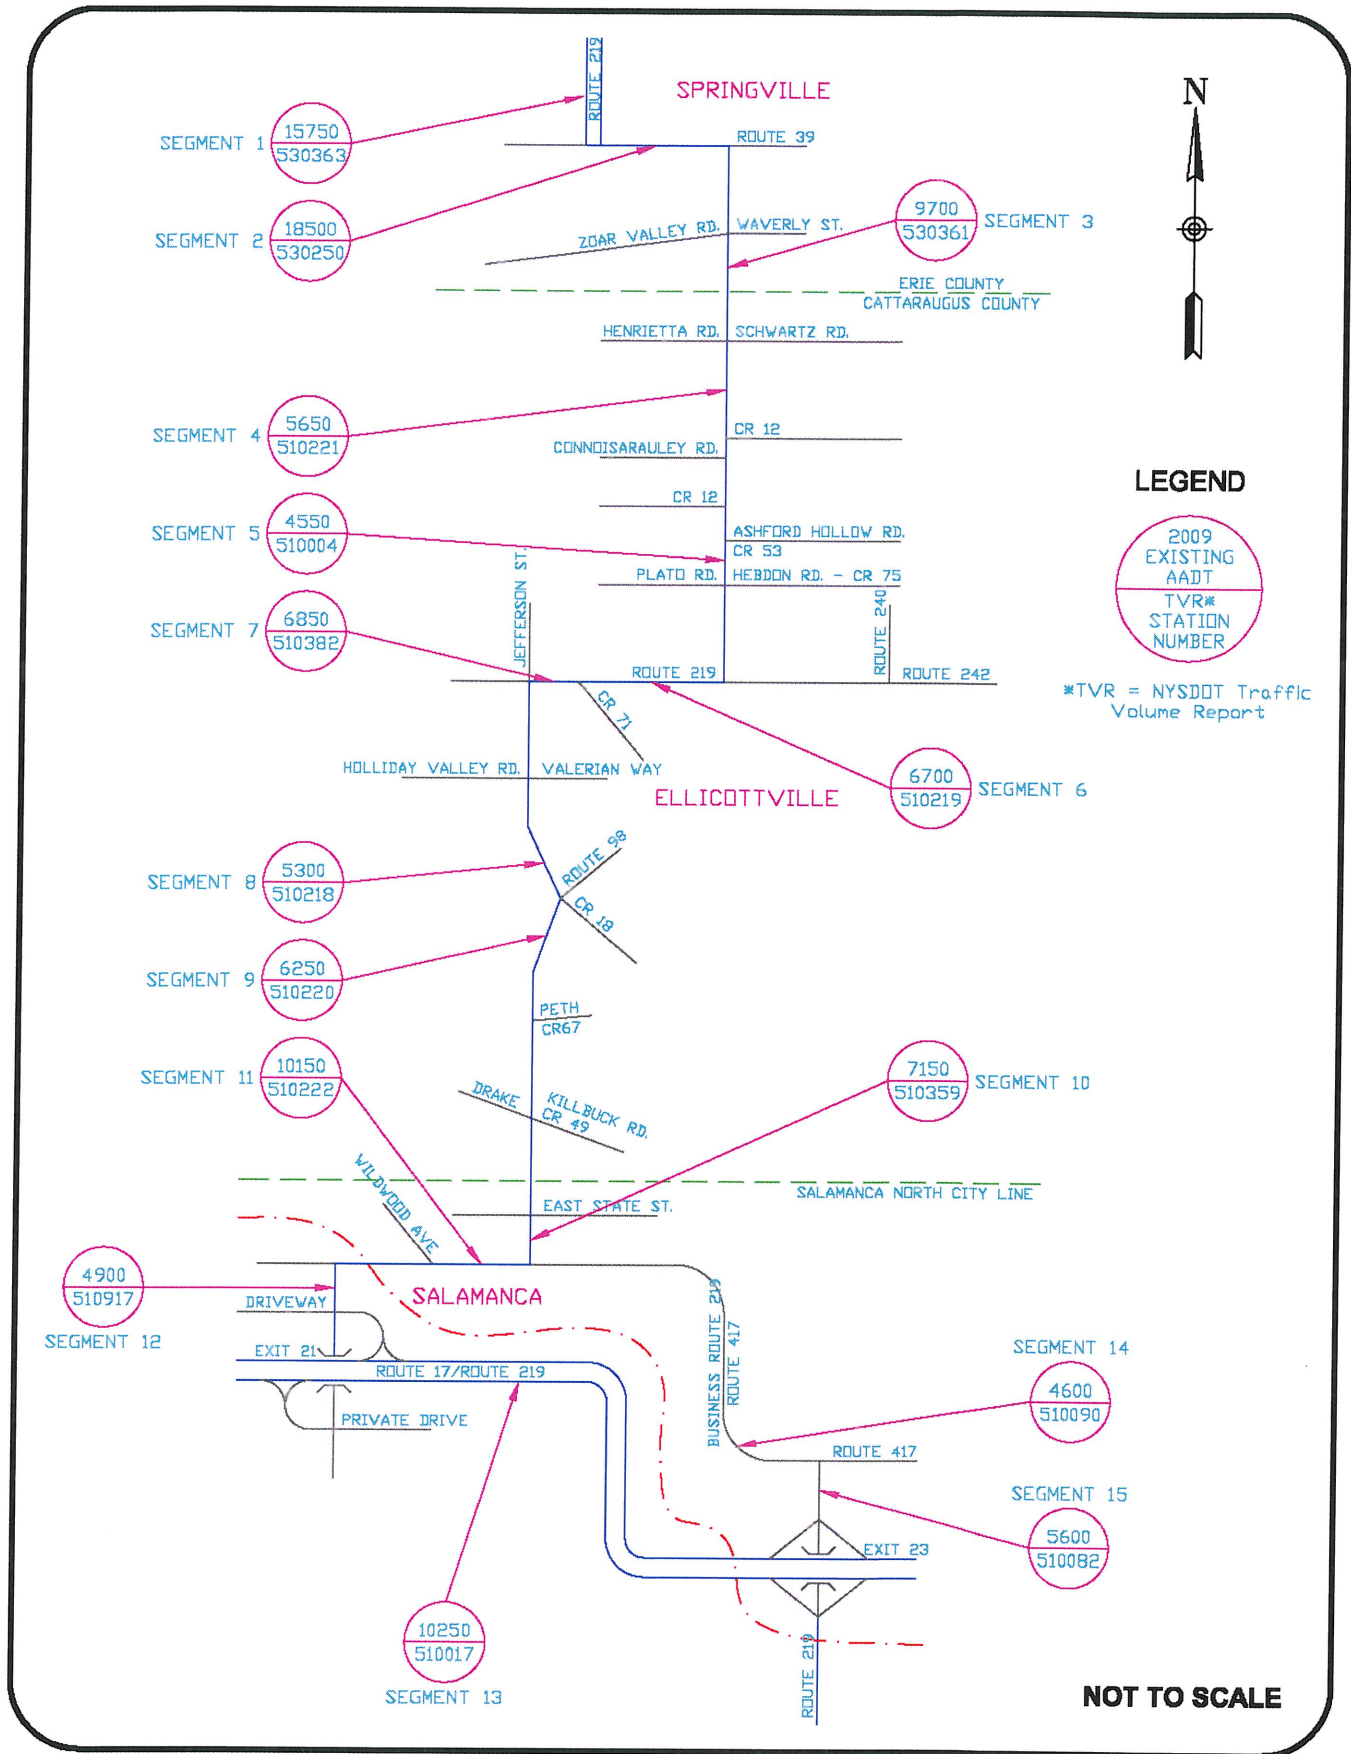 ROUTE 219
SPRINGVILLE
N
SEGMENT 1
15750
530363
ROUTE 39
SEGMENT 2
18500
530250
ZOAR VALLEY RD.
WAVERLY ST.
9700
530361
SEGMENT 3
ERIE COUNTY
CATTARAUGUS COUNTY
HENRIETTA RD.
SCHWARTZ RD.
SEGMENT 4
5650
510221
CR 12
CONNOISARAULEY RD.
LEGEND
CR 12
SEGMENT 5
4550
510004
ASHFORD HOLLOW RD.
CR 53
PLATO RD.
HEBDON RD. - CR 75
2009
EXISTING
AADT
TVR*
STATION
NUMBER
JEFFERSON ST.
ROUTE 240
SEGMENT 7
6850
510382
ROUTE 219
ROUTE 242
*TVR = NYSDOT Traffic
Volume Report
CR 71
HOLLIDAY VALLEY RD.
VALERIAN WAY
ELLICOTTVILLE
6700
510219
SEGMENT 6
ROUTE 98
SEGMENT 8
5300
510218
CR 18
SEGMENT 9
6250
510220
PETH
CR67
SEGMENT 11
10150
510222
7150
510359
SEGMENT 10
DRAKE
KILLBUCK RD.
CR 49
WILDWOOD AVE
SALAMANCA NORTH CITY LINE
EAST STATE ST.
4900
510917
SEGMENT 12
SALAMANCA
DRIVEWAY
BUSINESS ROUTE 219
ROUTE 417
EXIT 21
ROUTE 17/ROUTE 219
SEGMENT 14
4600
510090
PRIVATE DRIVE
ROUTE 417
SEGMENT 15
5600
510082
EXIT 23
10250
510017
SEGMENT 13
ROUTE 219
NOT TO SCALE